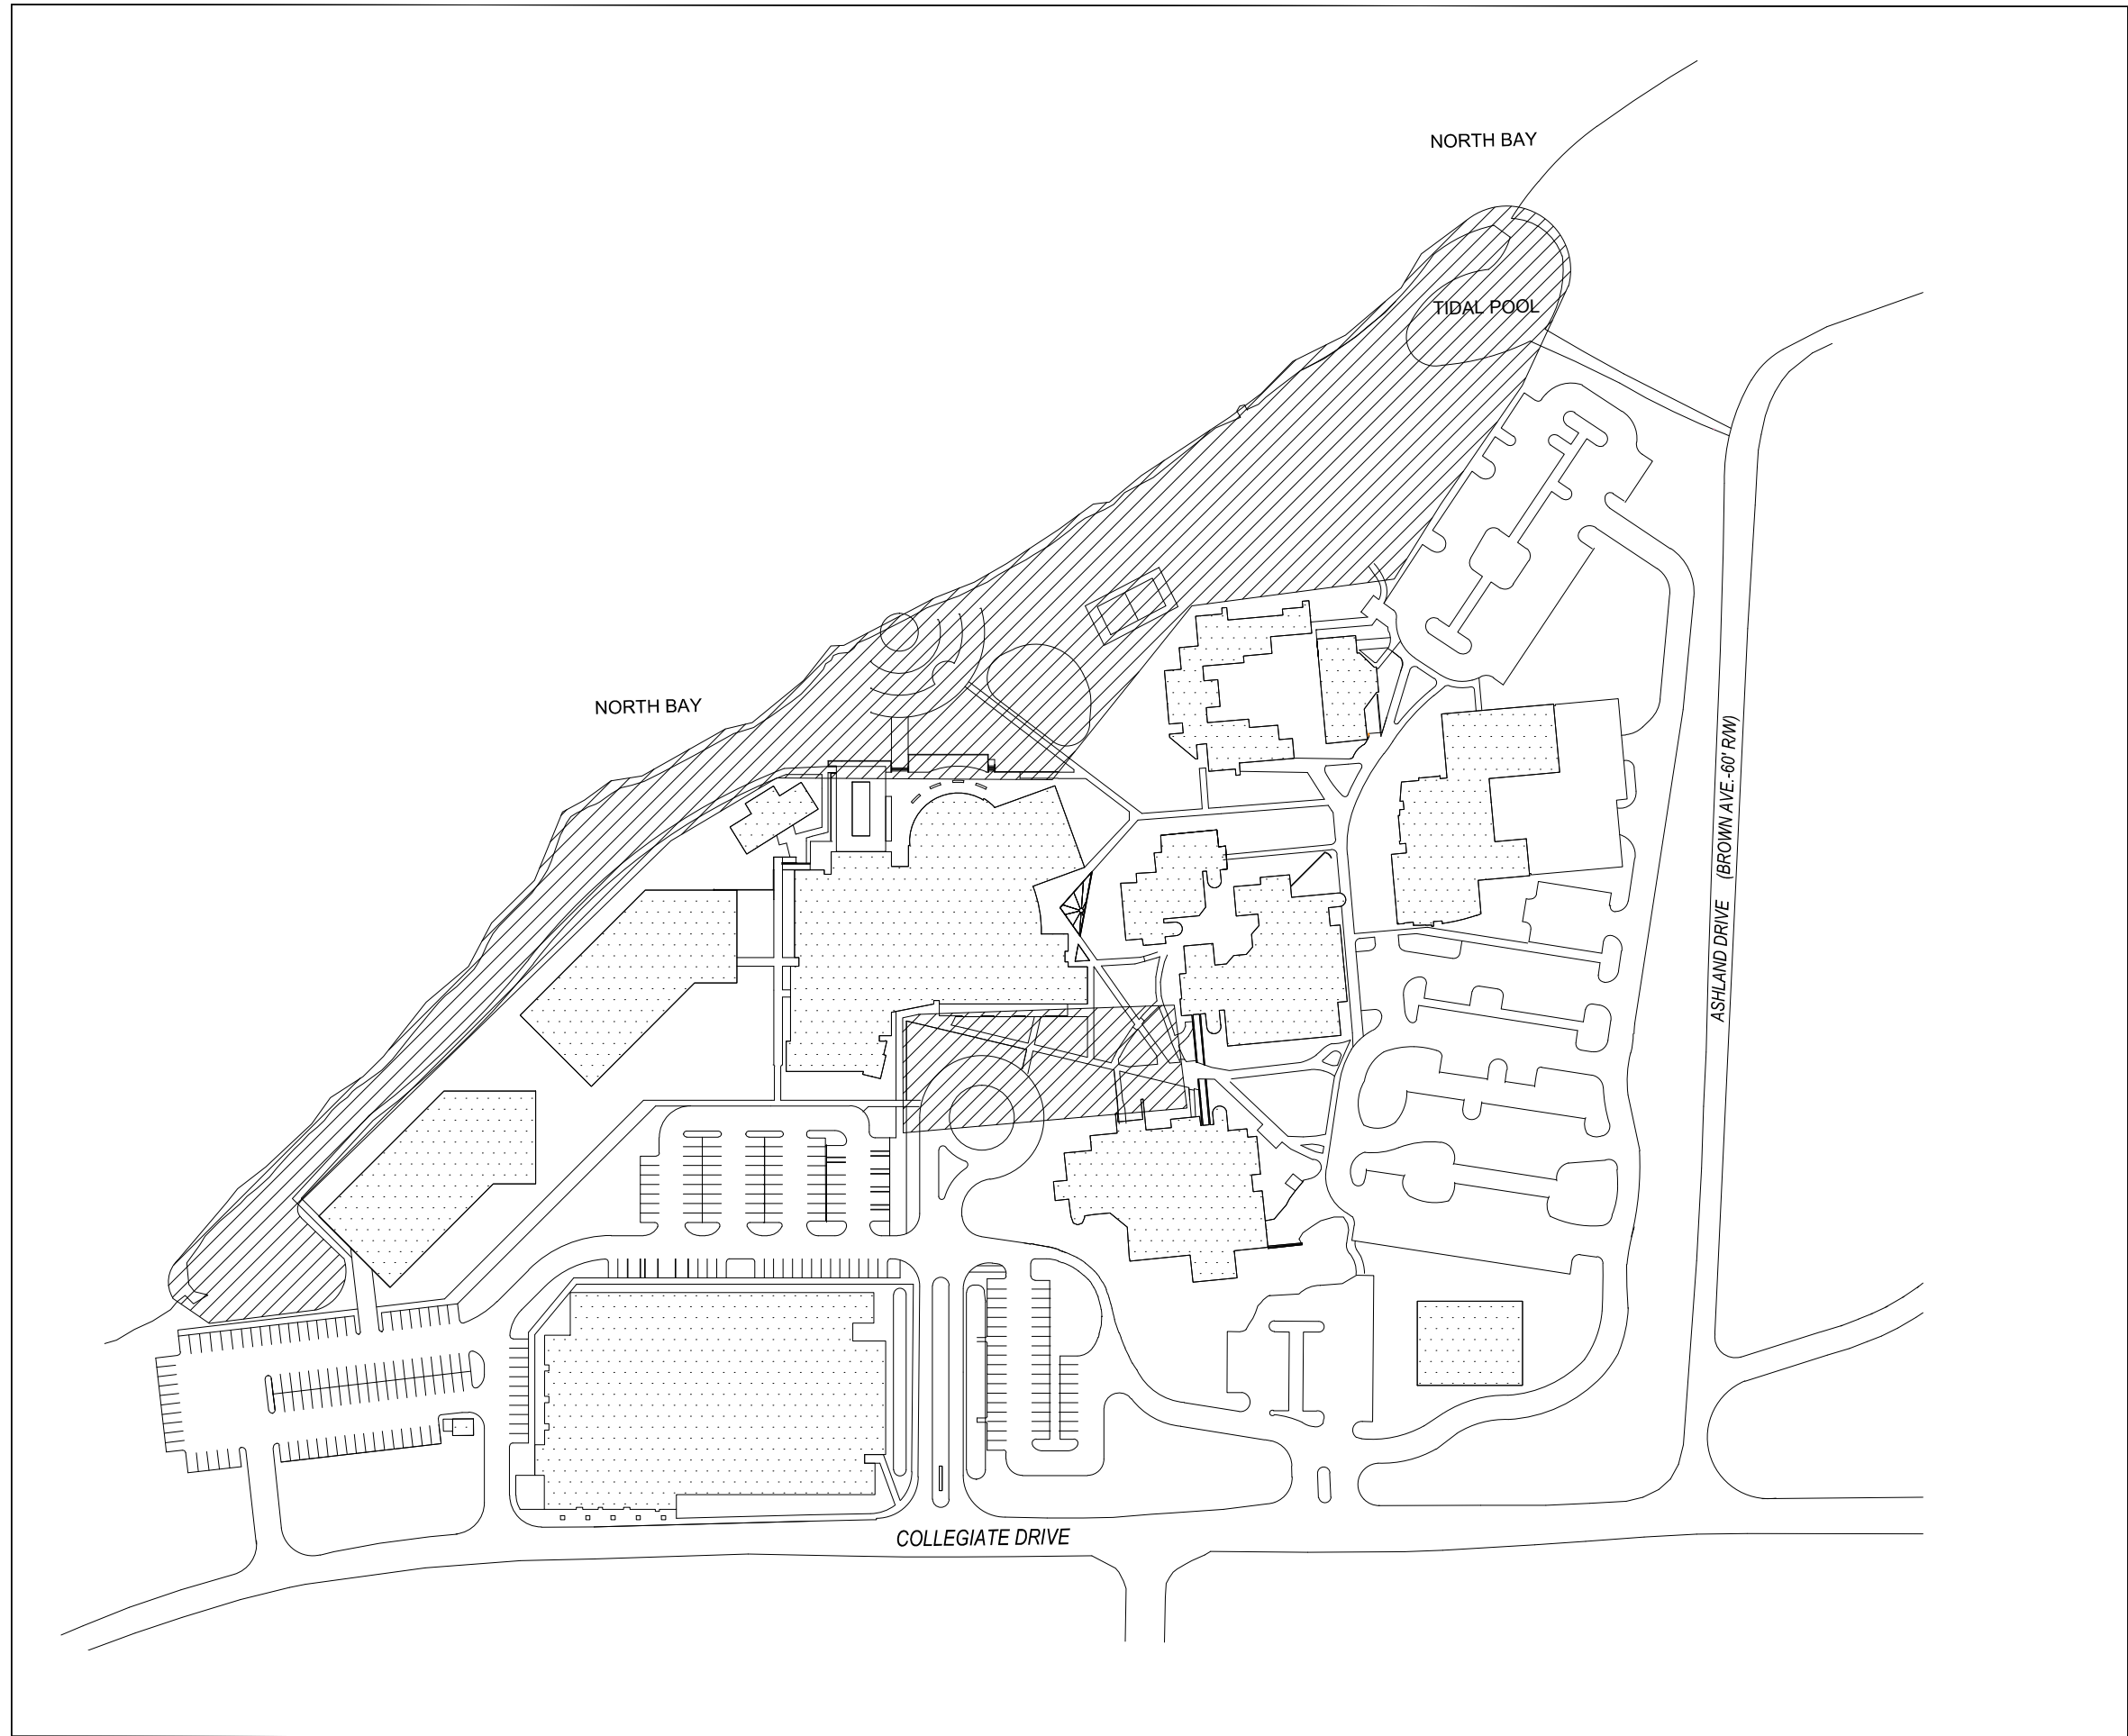 NORTH BAY
TIDAL POOL
NORTH BAY
ASHLAND DRIVE (BROWN AVE.-60' R/W)
COLLEGIATE DRIVE